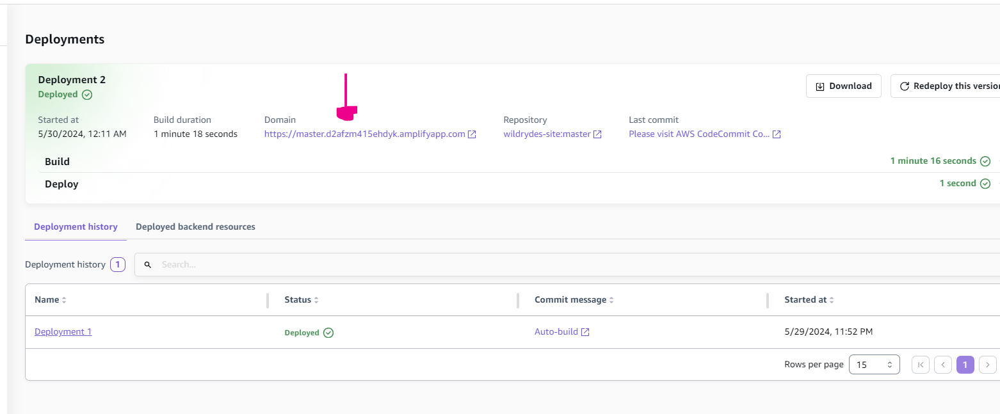 Deployments
Deployment 2
Deployed
Download
Redeploy this version
Started at
Build duration
Domain
Repository
Last commit
5/30/2024, 12:11 AM
1 minute 18 seconds
https://master.d2afzm415ehdyk.amplifyapp.com
wildrydes-site:master
Please visit AWS CodeCommit Co...
Build
1 minute 16 seconds
Deploy
1 second
Deployment history
Deployed backend resources
Deployment history 1
Search...
Name
Status
Commit message
Started at
Deployment 1
Deployed
Auto-build
5/29/2024, 11:52 PM
Rows per page
15
1